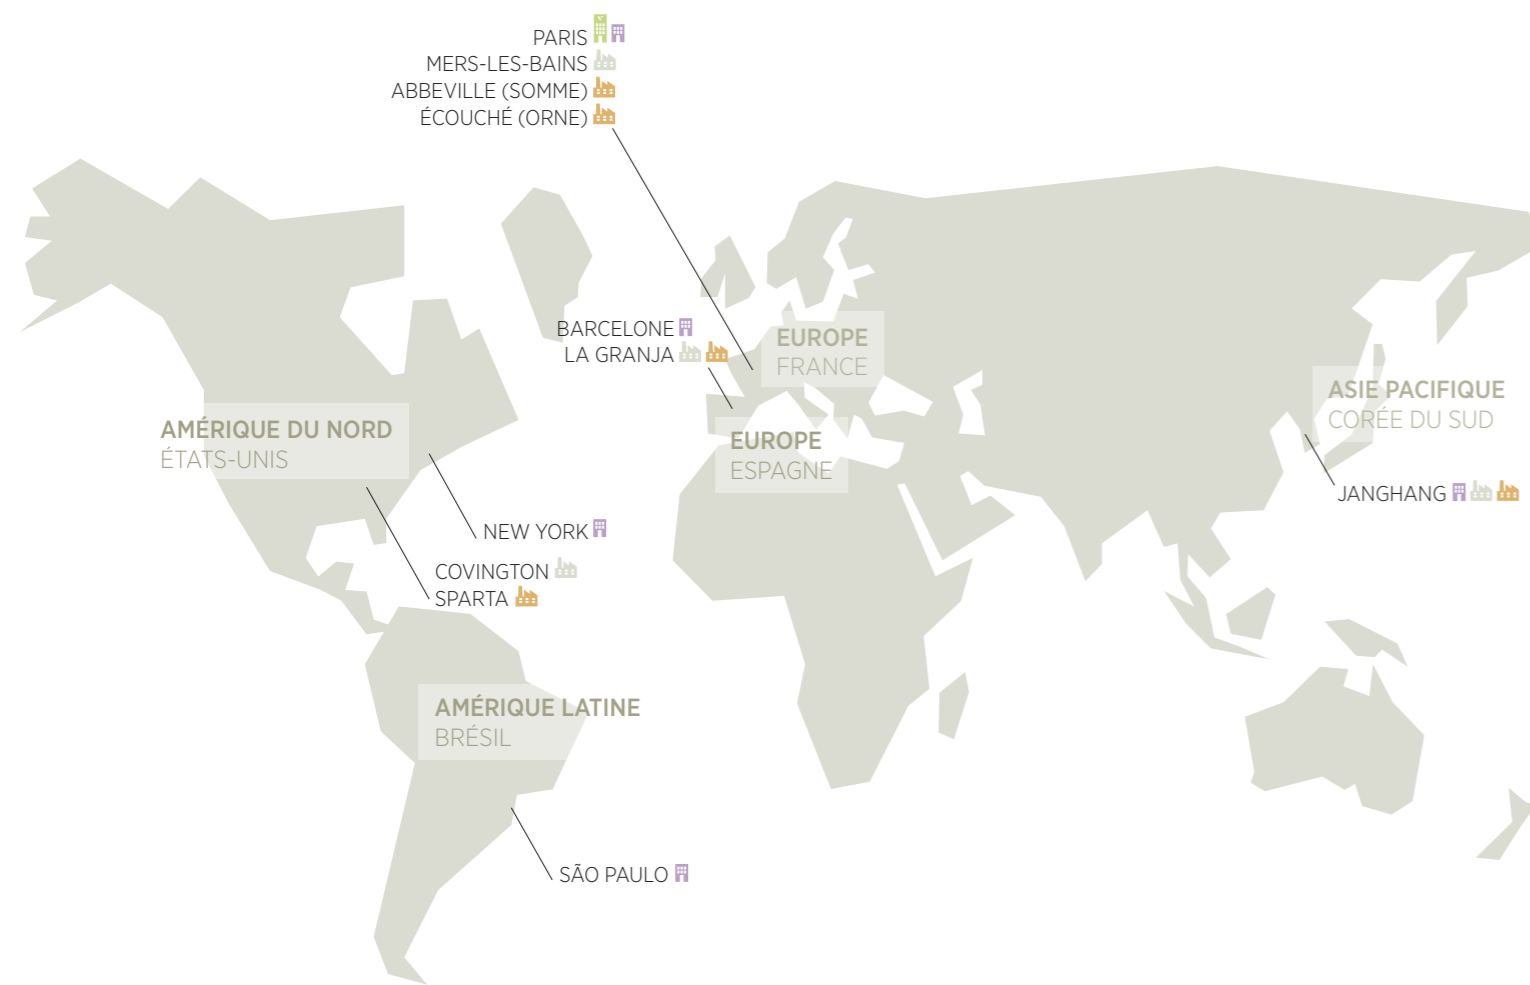 PARIS
MERS-LES-BAINS
ABBEVILLE (SOMME)
ÉCOUCHÉ (ORNE)
BARCELONE
LA GRANJA
EUROPE
FRANCE
EUROPE
ESPAGNE
ASIE PACIFIQUE
CORÉE DU SUD
JANGHANG
AMÉRIQUE DU NORD
ÉTATS-UNIS
NEW YORK
COVINGTON
SPARTA
AMÉRIQUE LATINE
BRÉSIL
SÃO PAULO